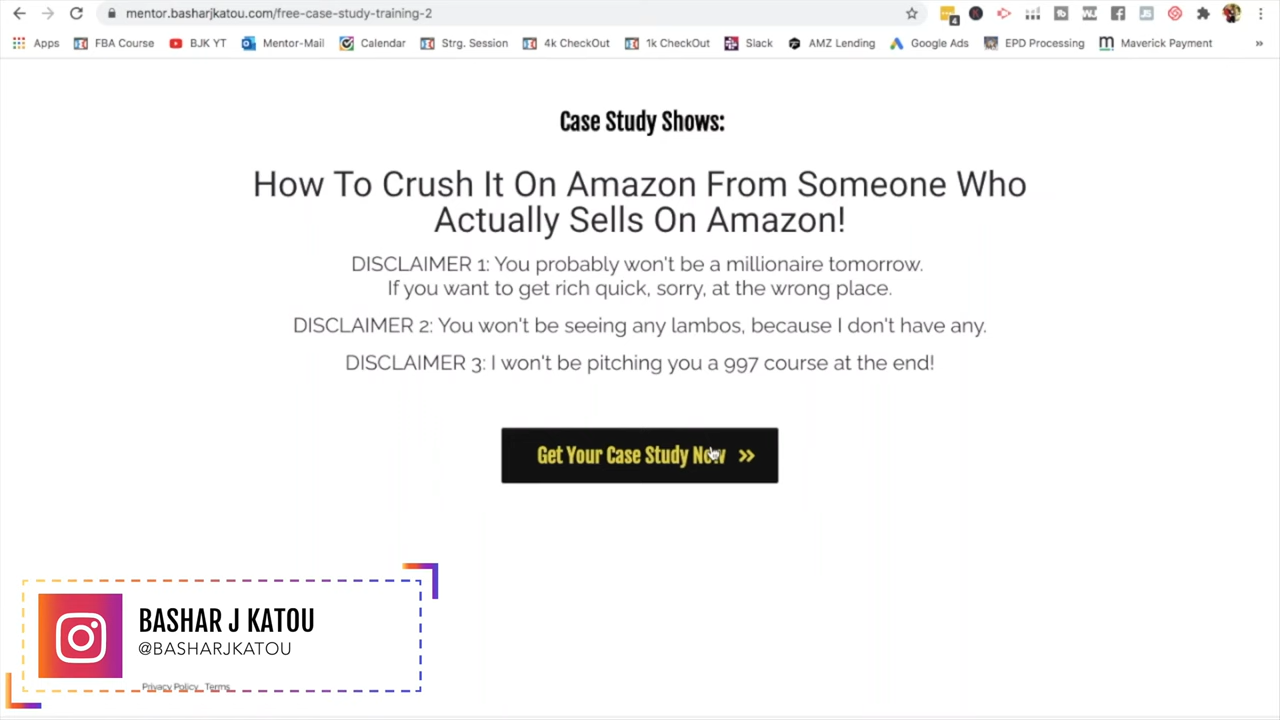 mentor.basharjkatou.com/free-case-study-training-2
4
Apps FBA Course BJK YT Mentor-Mail Calendar Strg. Session 4k CheckOut 1k CheckOut Slack AMZ Lending Google Ads EPD Processing Maverick Payment »
Case Study Shows:
How To Crush It On Amazon From Someone Who
Actually Sells On Amazon!
DISCLAIMER 1: You probably won't be a millionaire tomorrow.
If you want to get rich quick, sorry, at the wrong place.
DISCLAIMER 2: You won't be seeing any lambos, because I don't have any.
DISCLAIMER 3: I won't be pitching you a 997 course at the end!
Get Your Case Study Now »
BASHAR J KATOU
@BASHARJKATOU
Privacy Policy Terms